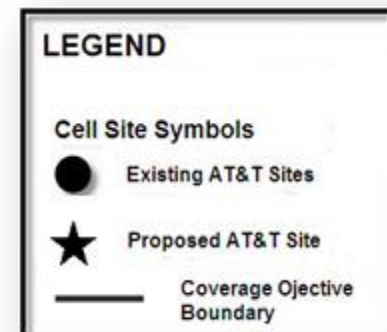 LEGEND
Cell Site Symbols
Existing AT&T Sites
Proposed AT&T Site
Coverage Ojective
Boundary